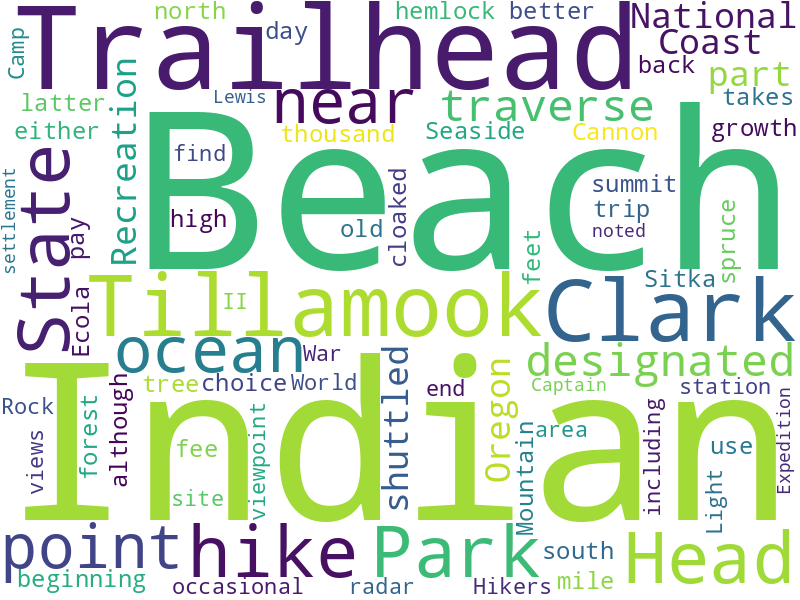 north
hemlock
better
National
Trailhead
Camp
day
Coast
back
part
latter
Lewis
near
traverse
takes
either
thousand
Seaside
Cannon
growth
Recreation
find
Beach
settlement
State
pay
high
old
cloaked
summit
trip
noted
spruce
feet
Ecola
II
Tillamook
Sitka
Clark
ocean
War
designated
tree
choice
World
shuttled
end
Oregon
Captain
station
Rock
views
forest
although
Indian
fee
viewpoint
site
Mountain
area
including
use
Light
Expedition
point
hike
Park
south
Head
beginning
occasional
radar
Hikers
mile